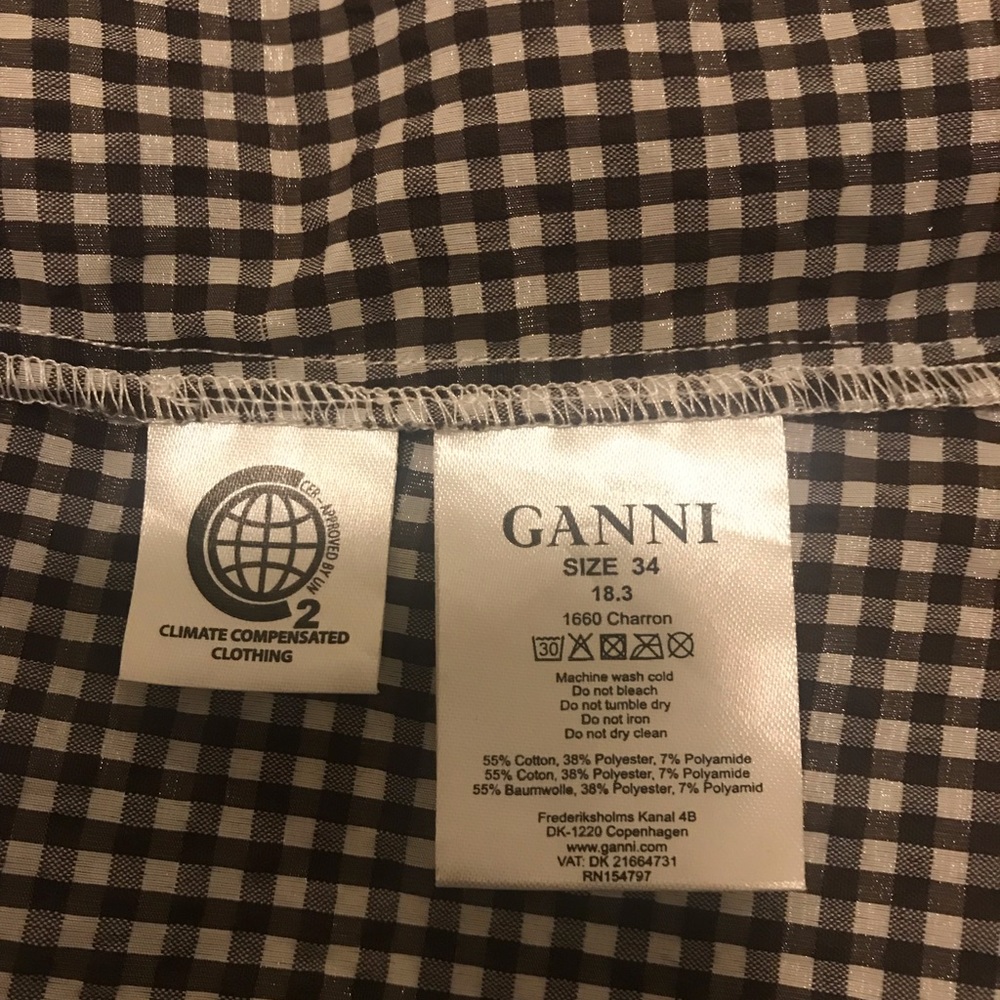 CER-APPROVED BY UN
2
CLIMATE COMPENSATED
CLOTHING
GANNI
SIZE 34
18.3
1660 Charron
30
Machine wash cold
Do not bleach
Do not tumble dry
Do not iron
Do not dry clean
55% Cotton, 38% Polyester, 7% Polyamide
55% Coton, 38% Polyester, 7% Polyamide
55% Baumwolle, 38% Polyester, 7% Polyamid
Frederiksholms Kanal 4B
DK-1220 Copenhagen
www.ganni.com
VAT: DK 21664731
RN154797